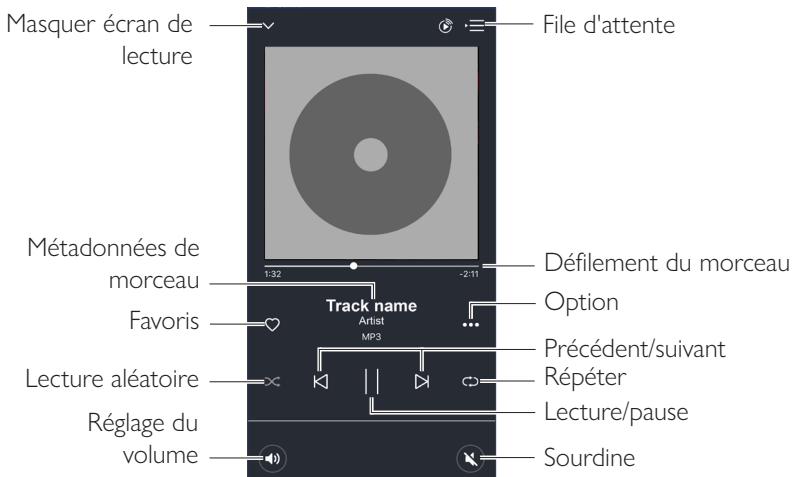 Masquer écran de
lecture
File d'attente
Métadonnées de
morceau
1:32
-2:11
Défilement du morceau
Track name
Option
Favoris
Artist
MP3
Précédent/suivant
Lecture aléatoire
Répéter
Lecture/pause
Réglage du
volume
Sourdine